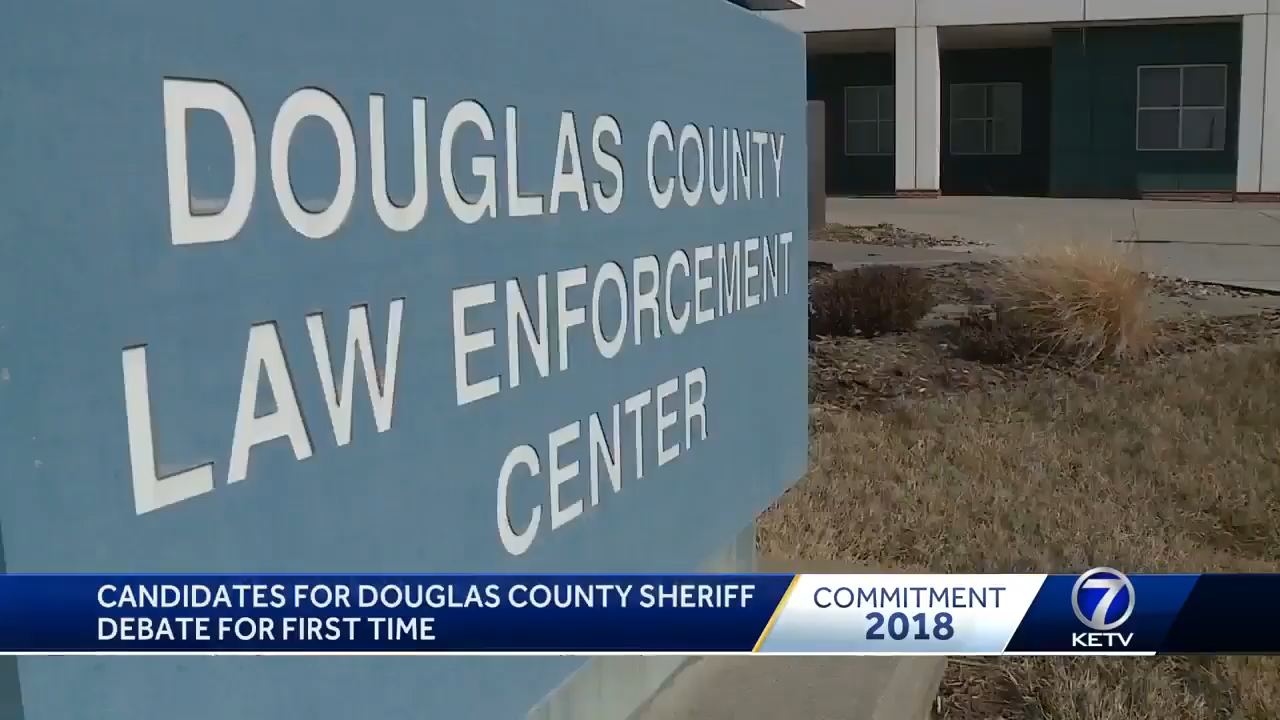 DOUGLAS COUNTY
LAW ENFORCEMENT
CENTER
CANDIDATES FOR DOUGLAS COUNTY SHERIFF
DEBATE FOR FIRST TIME
COMMITMENT
2018
7
KETV